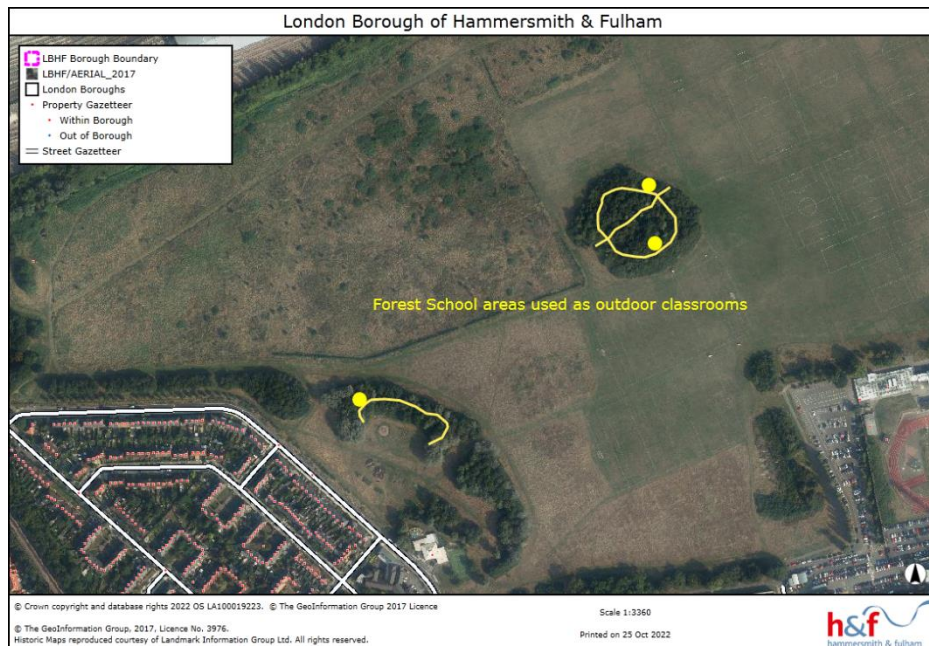 London Borough of Hammersmith & Fulham
LBHF Borough Boundary
LBHF/AERIAL_2017
London Boroughs
Property Gazetteer
Within Borough
Out of Borough
Street Gazetteer
Forest School areas used as outdoor classrooms
© Crown copyright and database rights 2022 OS LA100019223. © The GeoInformation Group 2017 Licence
© The GeoInformation Group, 2017, Licence No. 3976.
Historic Maps reproduced courtesy of Landmark Information Group Ltd. All rights reserved.
Scale 1:3360
Printed on 25 Oct 2022
h&f
hammersmith & fulham